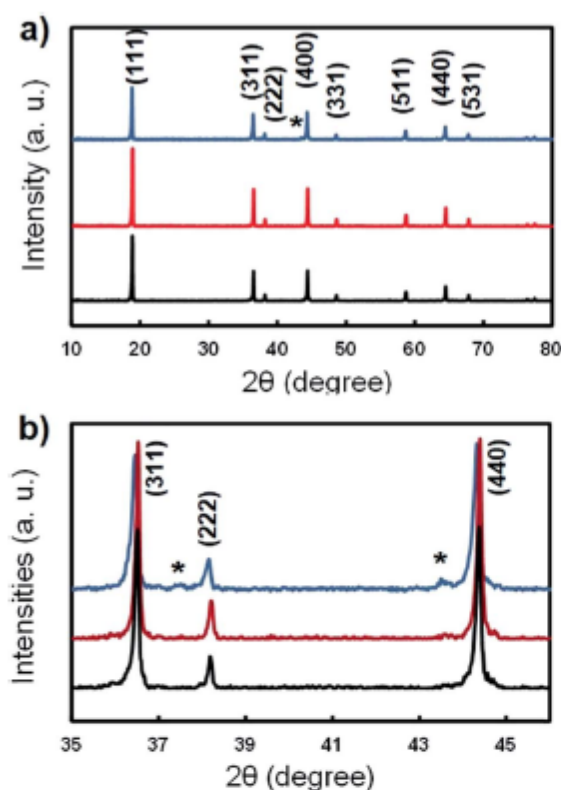 a)
Intensity (a. u.)
(111)
(311)
(222)
*
(400)
(331)
(511)
(440)
(531)
10 20 30 40 50 60 70 80
2θ (degree)
b)
Intensities (a. u.)
(311)
*
(222)
*
(440)
35 37 39 41 43 45
2θ (degree)